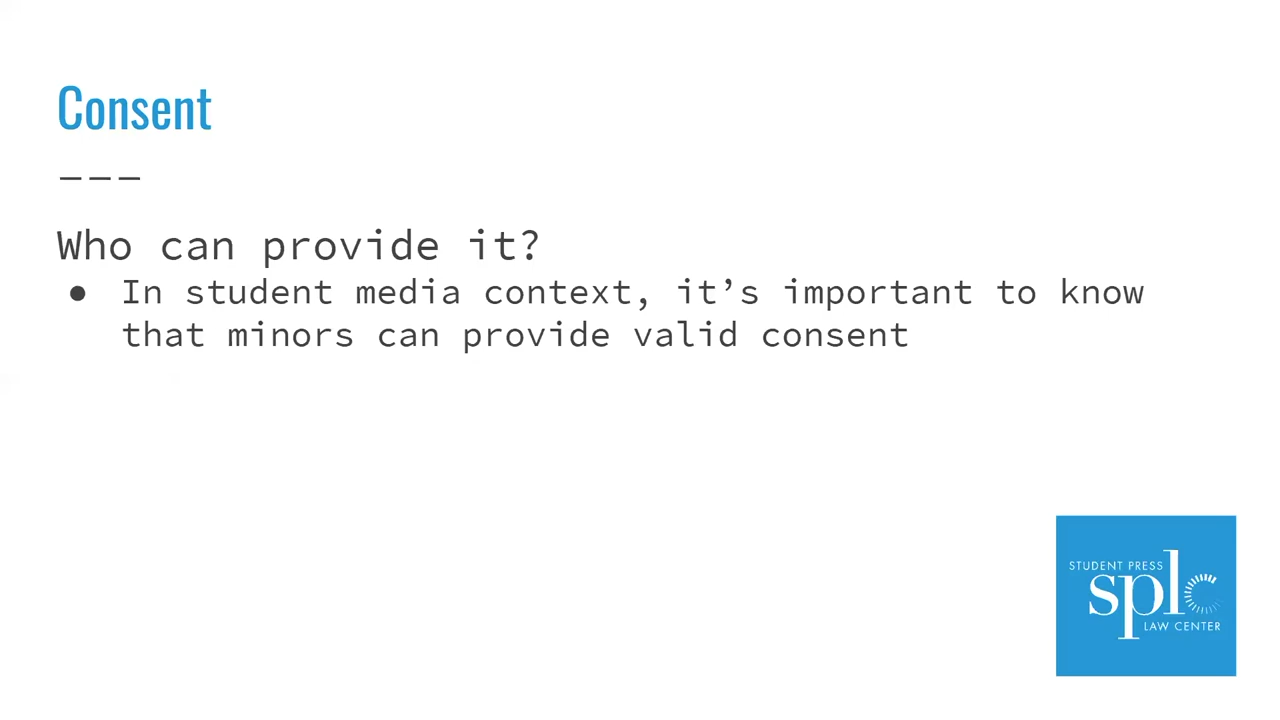 Consent
___
Who can provide it?
● In student media context, it’s important to know
that minors can provide valid consent
STUDENT PRESS
splc
LAW CENTER